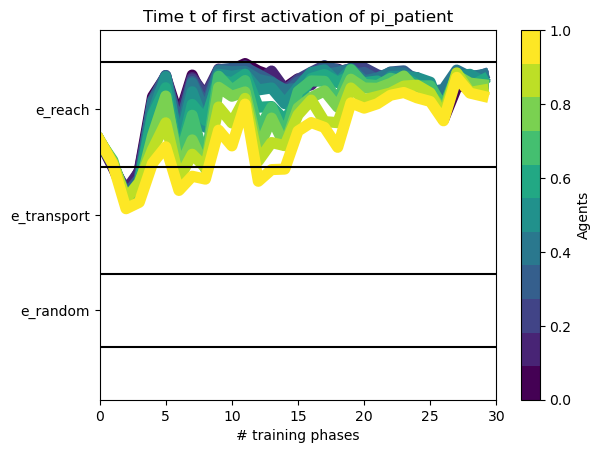 Time t of first activation of pi_patient
e_reach
e_transport
e_random
0
5
10
15
20
25
30
# training phases
1.0
0.8
0.6
0.4
0.2
0.0
Agents